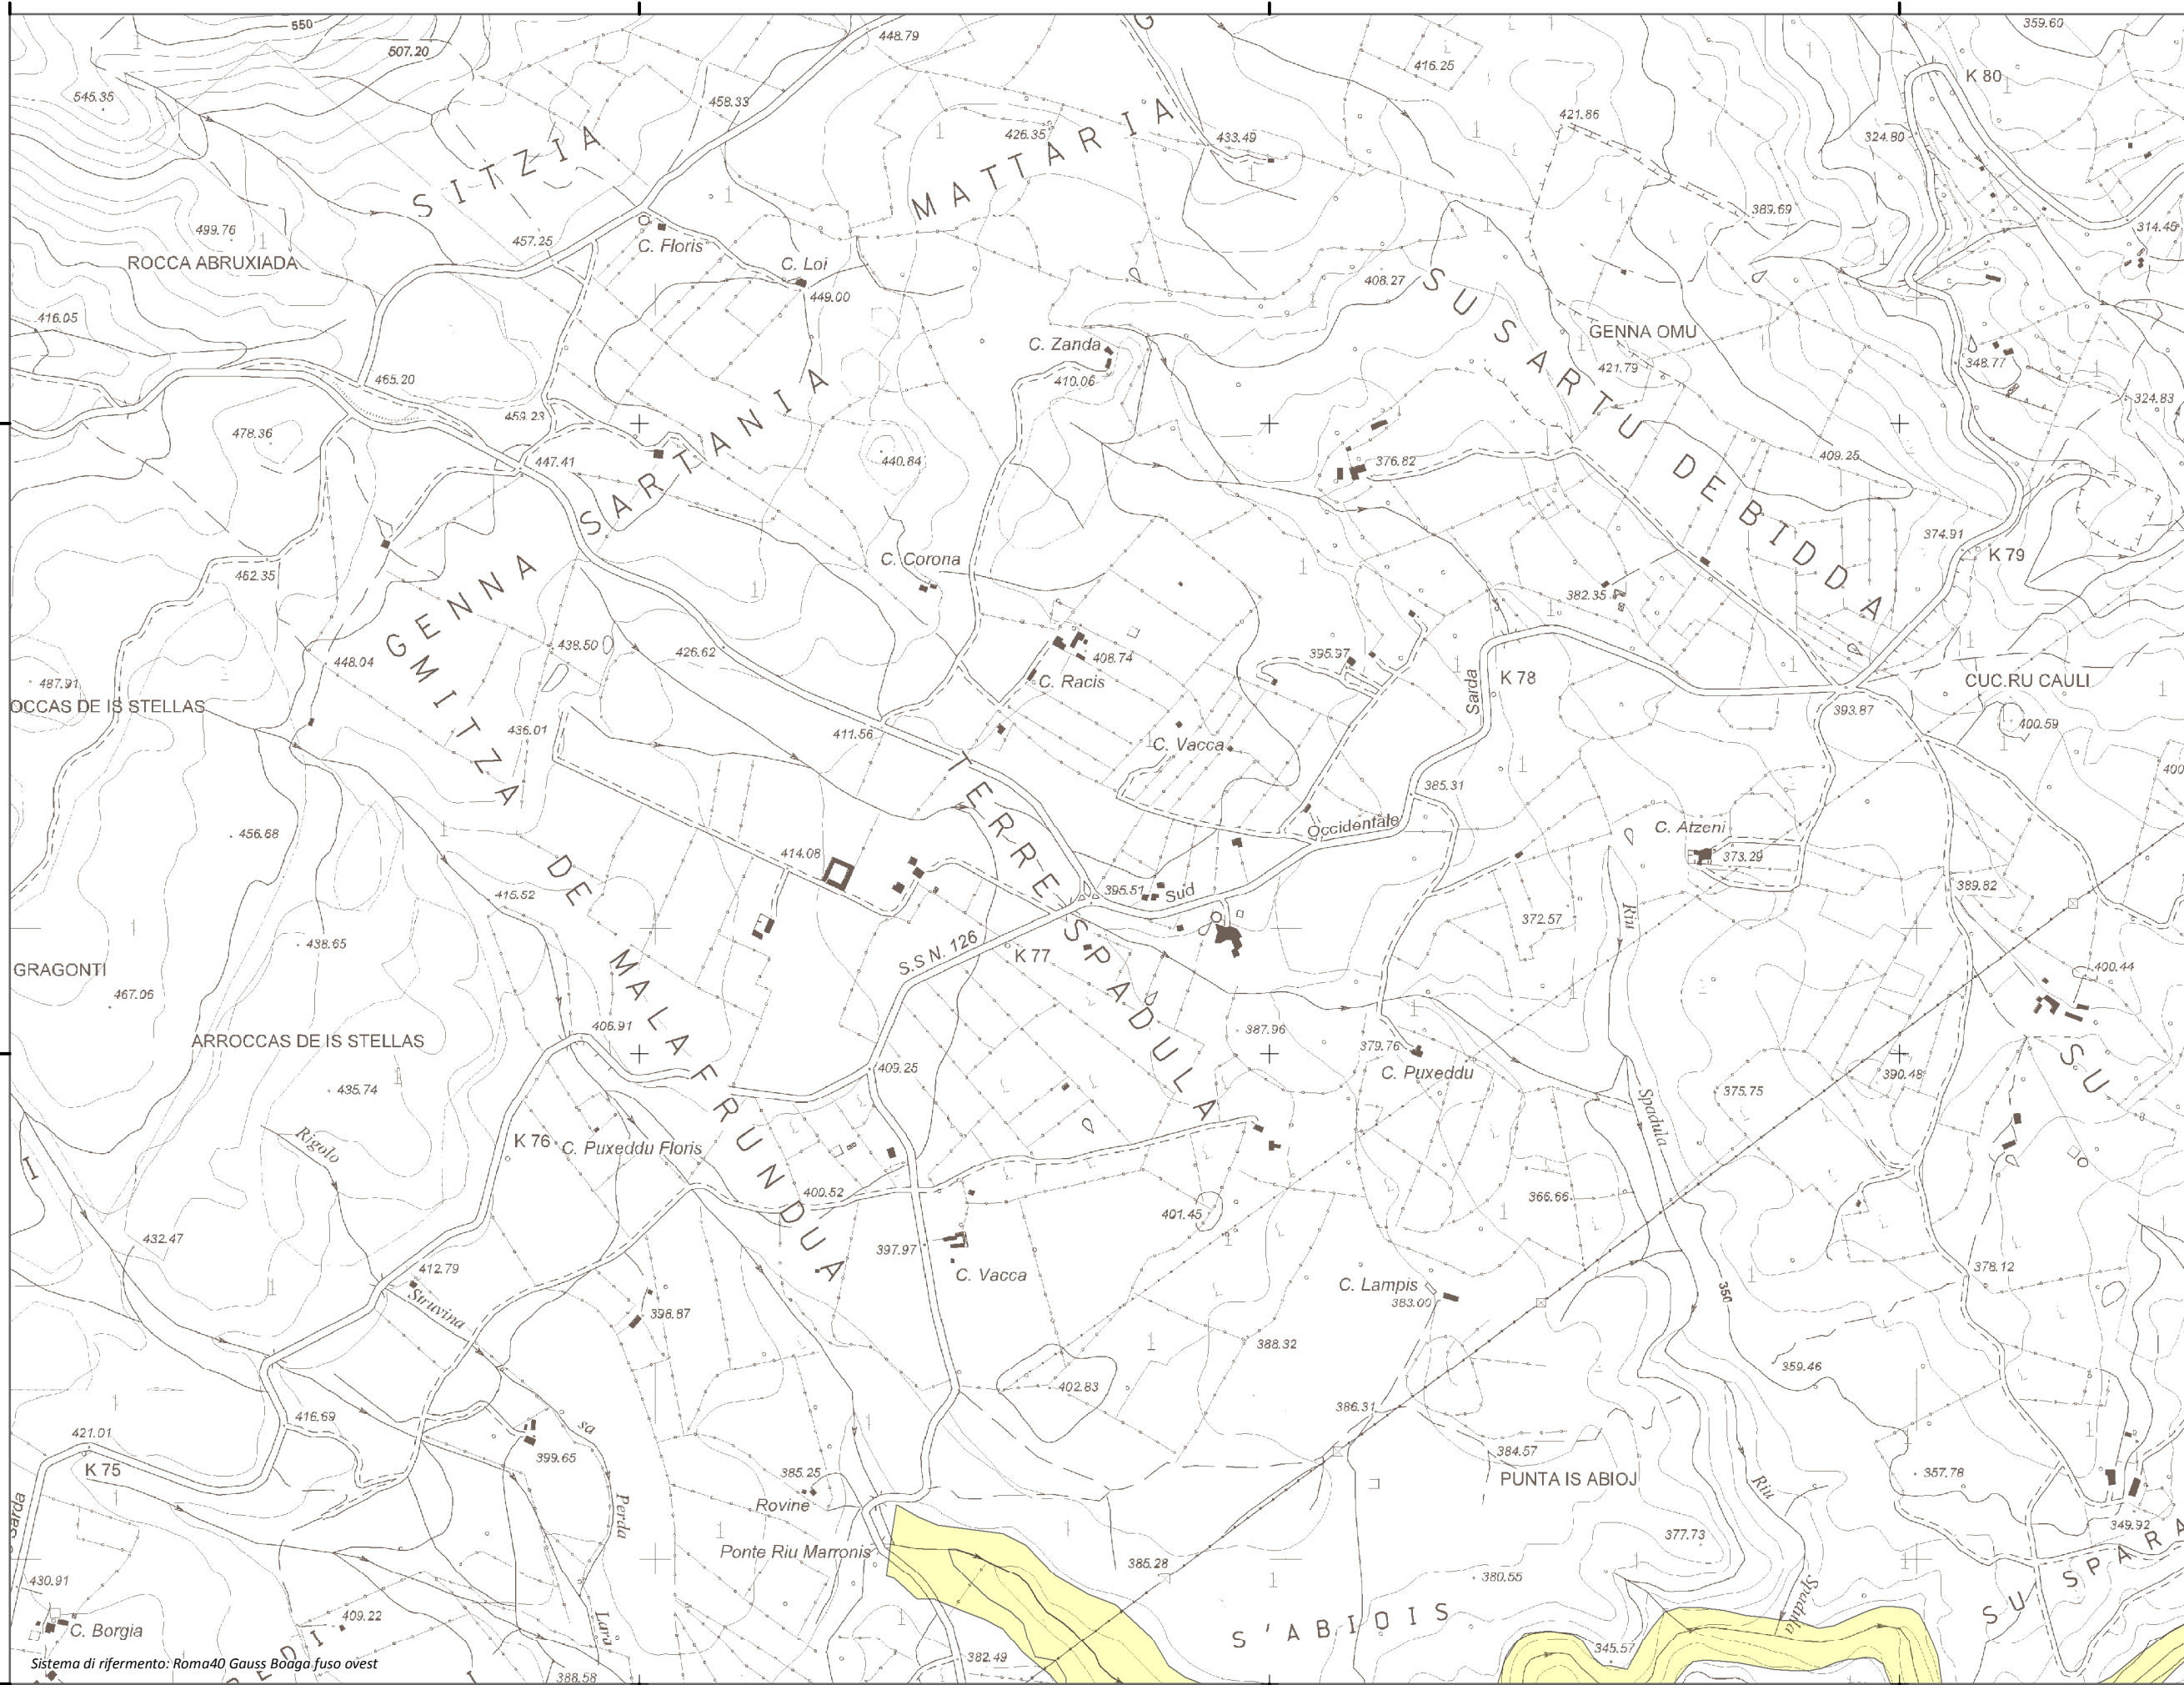 550
507.20
448.79
359.60
416.25
K 80
545.35
458.33
421.86
426.35
433.49
324.80
SITZIA
MATTARIA
389.69
499.76
457.25
C. Floris
314.45
ROCCA ABRUXIADA
C. Loi
449.00
408.27
SU SARTU DE BIDDA
416.05
GENNA OMU
C. Zanda
421.79
348.77
465.20
410.06
324.83
459.23
478.36
447.41
440.84
376.82
409.25
GENNA SARTANIA
374.91
K 79
C. Corona
462.35
382.35
438.50
426.62
408.74
395.97
448.04
C. Racis
Sarda
K 78
CUC.RU CAULI
487.91
OCCAS DE IS STELLAS
393.87
400.59
436.01
411.56
C. Vacca
400
385.31
GMITZA DE MALAFRUNDUA
TERRE SPADULA
Occidentale
C. Atzeni
456.68
414.08
373.29
395.51
Sud
389.82
415.52
372.57
Riu
S.S N. 126
438.65
K 77
GRAGONTI
400.44
467.06
406.91
387.96
ARROCCAS DE IS STELLAS
379.76
SU
409.25
C. Puxeddu
390.48
435.74
375.75
Spadula
Rigolo
K 76
C. Puxeddu Floris
I
400.52
366.66
401.45
432.47
397.97
412.79
C. Vacca
378.12
C. Lampis
Struvina
383.00
350
398.87
388.32
359.46
402.83
386.31
416.69
sa
421.01
384.57
399.65
K 75
385.25
PUNTA IS ABIOJ
357.78
Rovine
Riu
Sarda
Perda
349.92
377.73
Ponte Riu Marronis
385.28
SU SPARA
430.91
380.55
Spadula
409.22
Lara
S'ABIOIS
C. Borgia
345.57
382.49
EDI
Sistema di rifermento: Roma40 Gauss Boaga fuso ovest
388.58